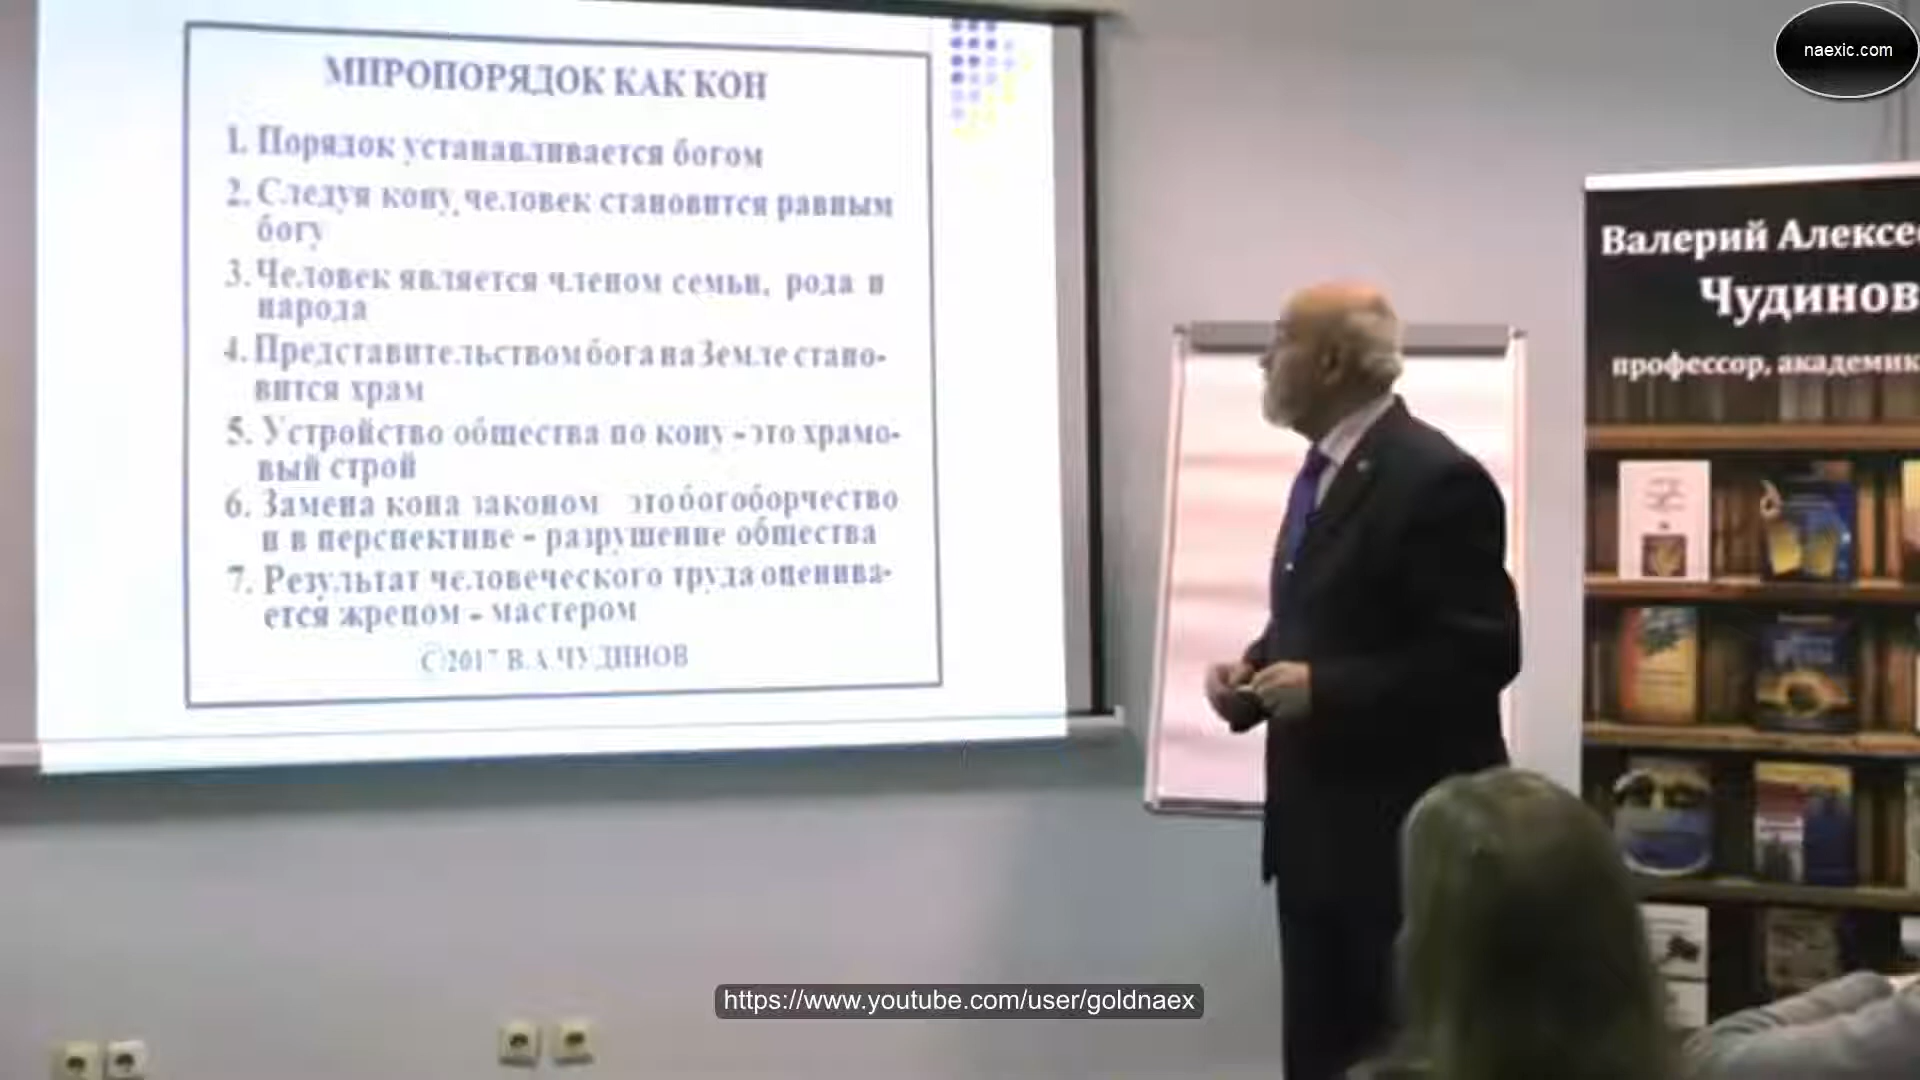 naexic.com
МИРОПОРЯДОК КАК КОН
1. Порядок устанавливается богом
2. Следуя кону, человек становится равным
богу
3. Человек является членом семьи, рода и
народа
4. Представительством бога на Земле стано-
вится храм
5. Устройство общества по кону - это храмо-
вый строй
6. Замена кона законом это богоборчество
и в перспективе - разрушение общества
7. Результат человеческого труда оценива-
ется жрецом - мастером
© 2017 В.А.ЧУДИНОВ
Валерий Алексе
Чудинов
профессор, академик
https://www.youtube.com/user/goldnaex